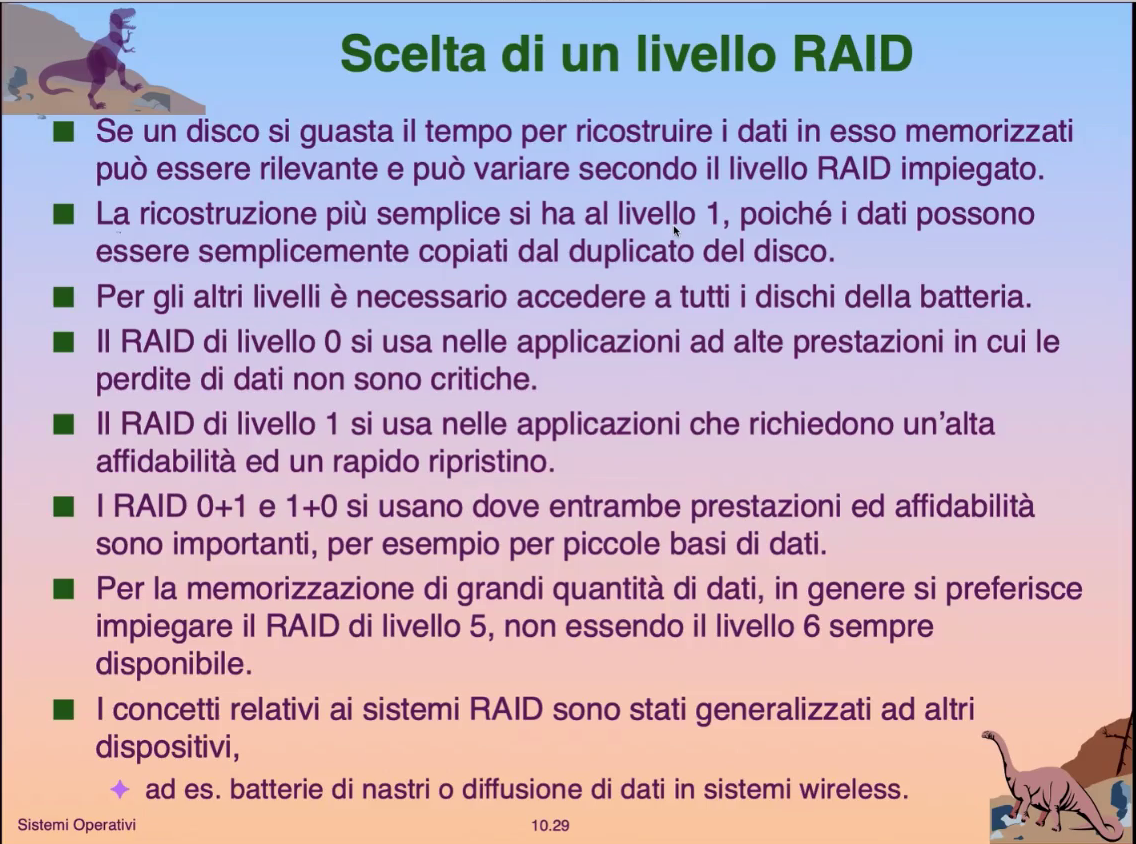 Scelta di un livello RAID
Se un disco si guasta il tempo per ricostruire i dati in esso memorizzati
può essere rilevante e può variare secondo il livello RAID impiegato.
La ricostruzione più semplice si ha al livello 1, poiché i dati possono
essere semplicemente copiati dal duplicato del disco.
Per gli altri livelli è necessario accedere a tutti i dischi della batteria.
Il RAID di livello 0 si usa nelle applicazioni ad alte prestazioni in cui le
perdite di dati non sono critiche.
Il RAID di livello 1 si usa nelle applicazioni che richiedono un'alta
affidabilità ed un rapido ripristino.
I RAID 0+1 e 1+0 si usano dove entrambe prestazioni ed affidabilità
sono importanti, per esempio per piccole basi di dati.
Per la memorizzazione di grandi quantità di dati, in genere si preferisce
impiegare il RAID di livello 5, non essendo il livello 6 sempre
disponibile.
I concetti relativi ai sistemi RAID sono stati generalizzati ad altri
dispositivi,
ad es. batterie di nastri o diffusione di dati in sistemi wireless.
Sistemi Operativi
10.29